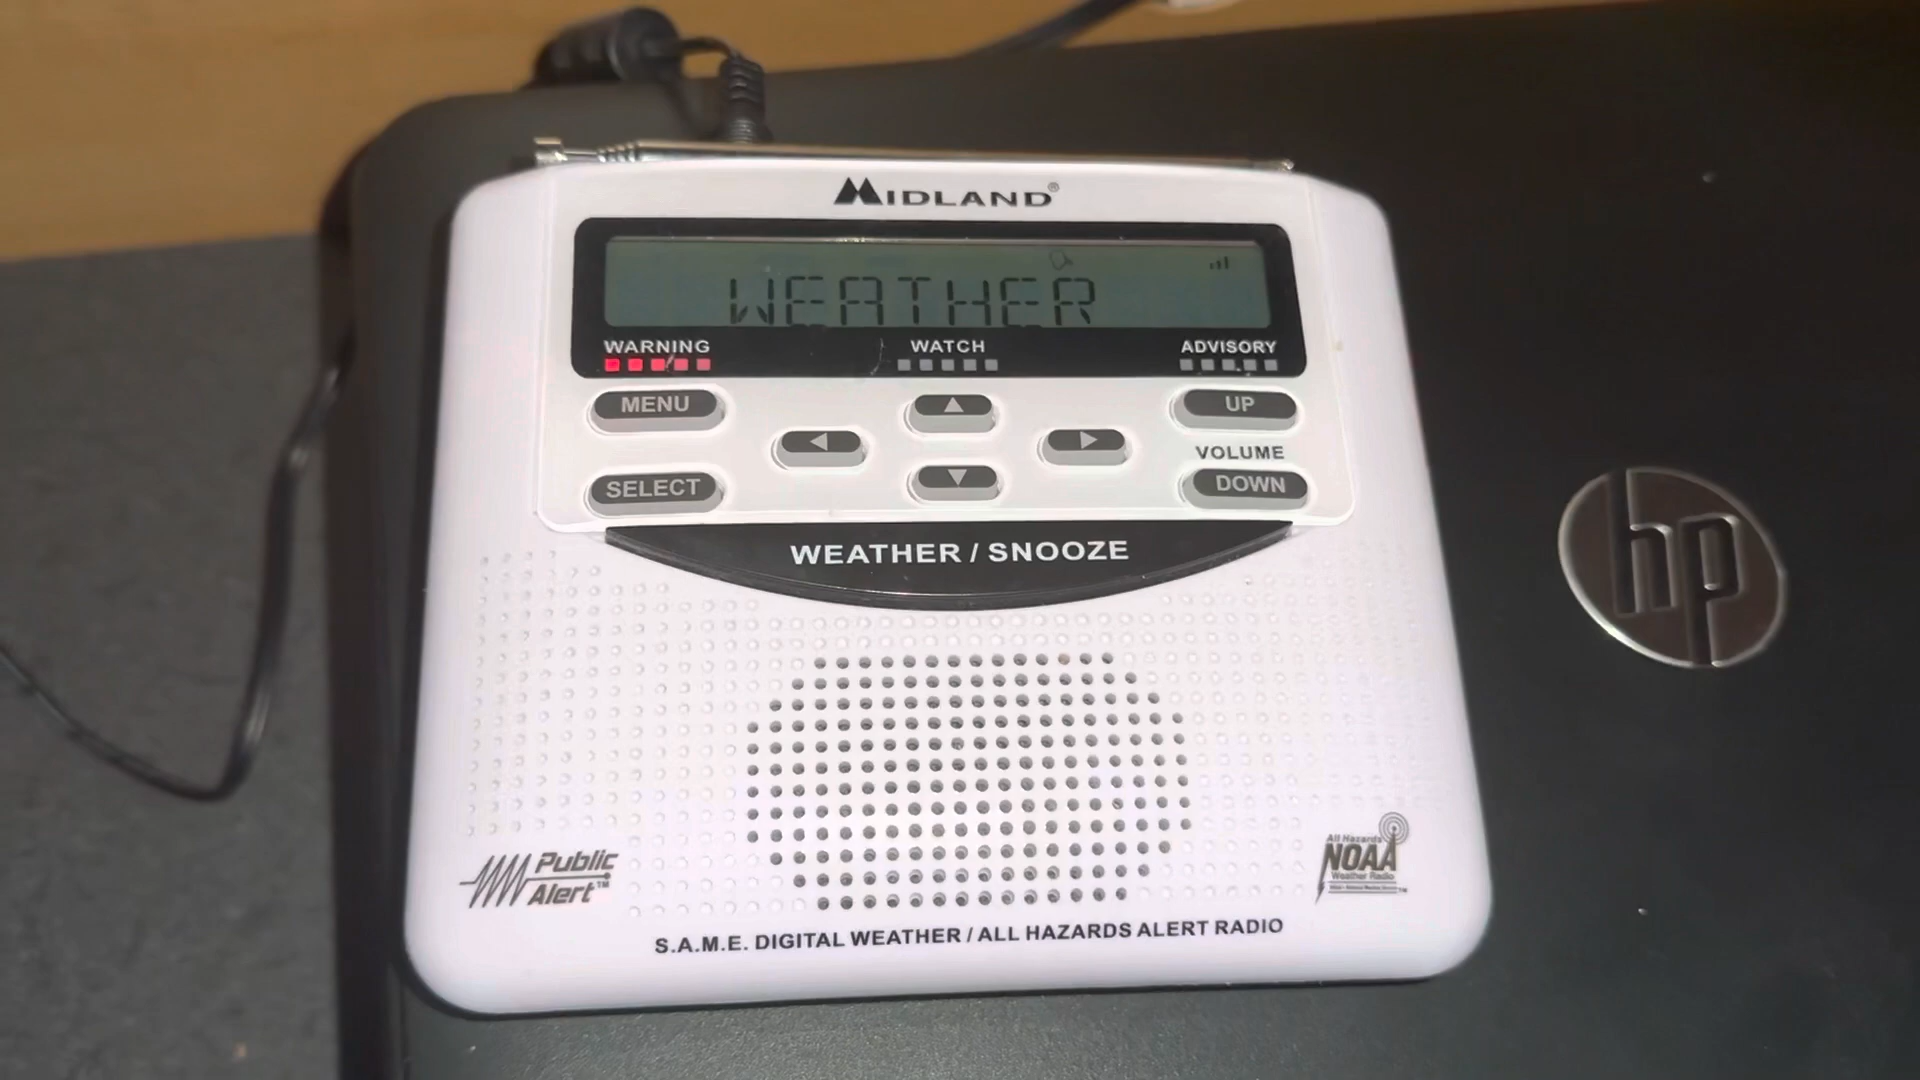 MIDLAND®
WEATHER
WARNING
WATCH
ADVISORY
MENU
UP
VOLUME
SELECT
DOWN
WEATHER / SNOOZE
hp
Public
Alert™
All Hazards
NOAA
Weather Radio
S.A.M.E. DIGITAL WEATHER / ALL HAZARDS ALERT RADIO